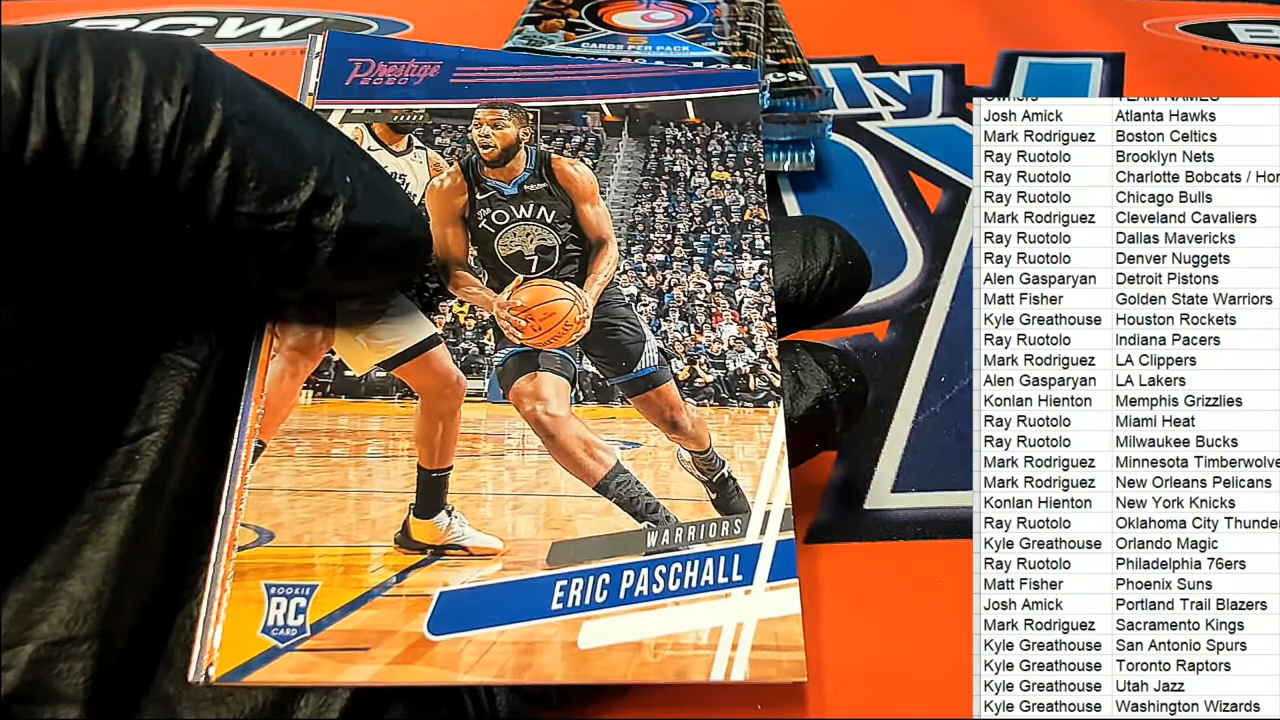 BCW
5
CARDS PER PACK
Prestige
2020
lly
Rakuten
The
TOWN
WARRIORS
ERIC PASCHALL
ROOKIE
RC
CARD
Owners TEAM NAMES
Josh Amick Atlanta Hawks
Mark Rodriguez Boston Celtics
Ray Ruotolo Brooklyn Nets
Ray Ruotolo Charlotte Bobcats / Hor
Ray Ruotolo Chicago Bulls
Mark Rodriguez Cleveland Cavaliers
Ray Ruotolo Dallas Mavericks
Ray Ruotolo Denver Nuggets
Alen Gasparyan Detroit Pistons
Matt Fisher Golden State Warriors
Kyle Greathouse Houston Rockets
Ray Ruotolo Indiana Pacers
Mark Rodriguez LA Clippers
Alen Gasparyan LA Lakers
Konlan Hienton Memphis Grizzlies
Ray Ruotolo Miami Heat
Ray Ruotolo Milwaukee Bucks
Mark Rodriguez Minnesota Timberwolve
Mark Rodriguez New Orleans Pelicans
Konlan Hienton New York Knicks
Ray Ruotolo Oklahoma City Thunde
Kyle Greathouse Orlando Magic
Ray Ruotolo Philadelphia 76ers
Matt Fisher Phoenix Suns
Josh Amick Portland Trail Blazers
Mark Rodriguez Sacramento Kings
Kyle Greathouse San Antonio Spurs
Kyle Greathouse Toronto Raptors
Kyle Greathouse Utah Jazz
Kyle Greathouse Washington Wizards